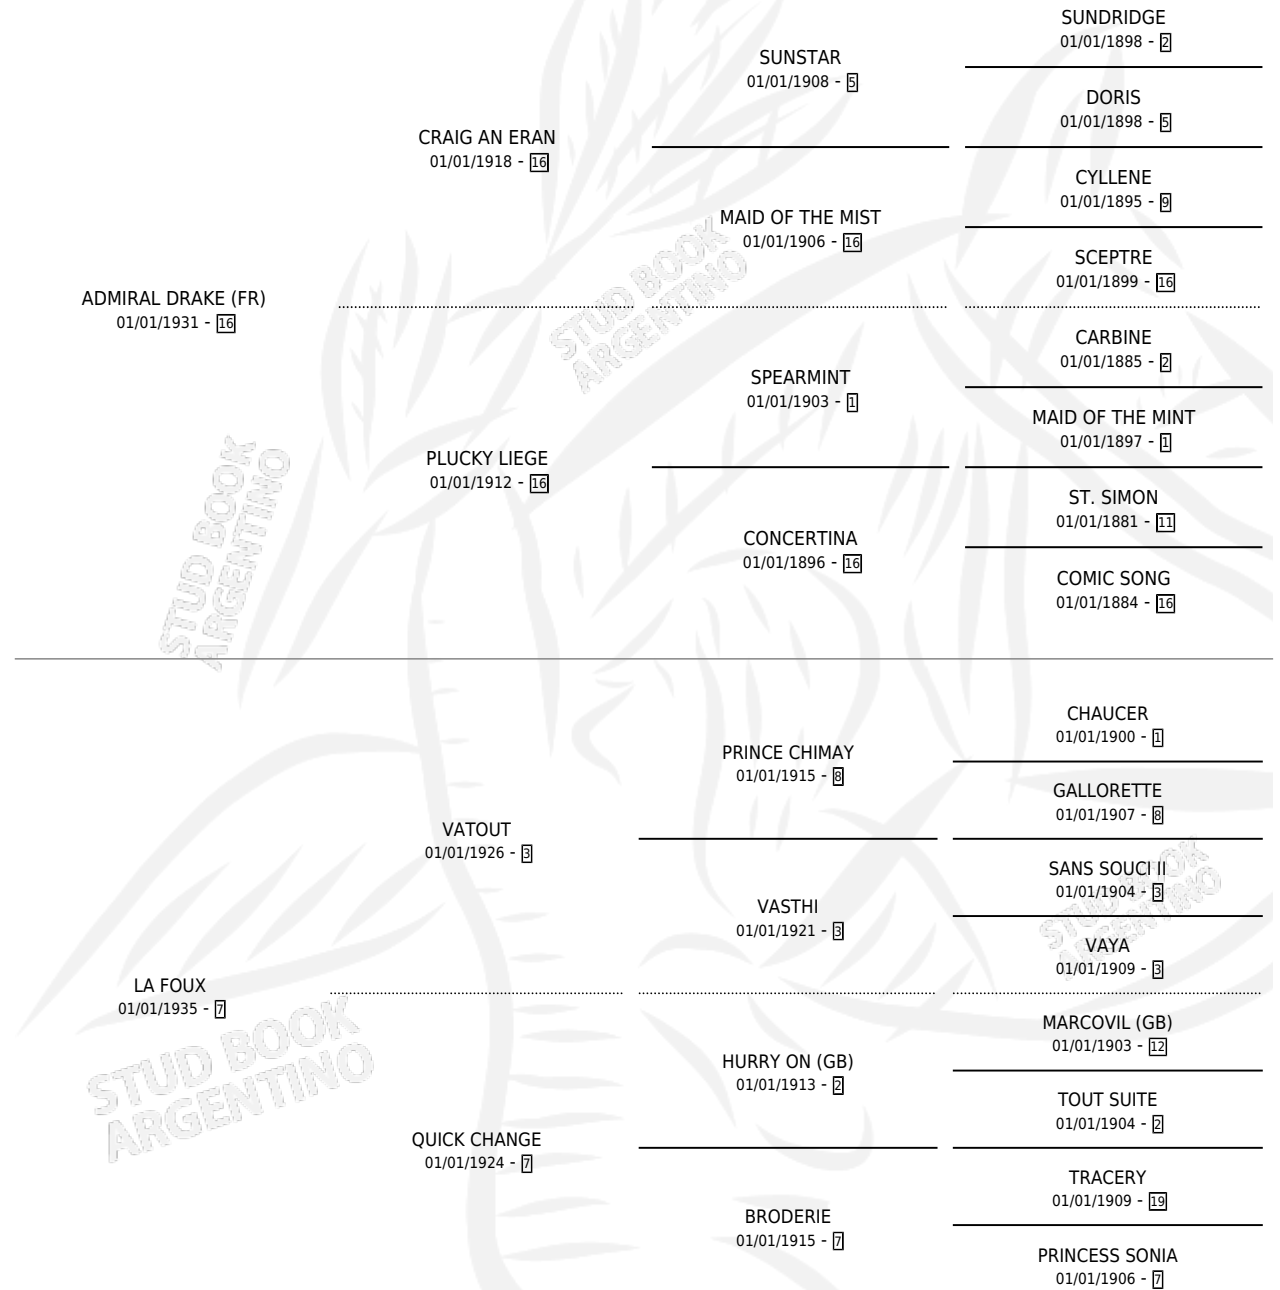 SUNDRIDGE
01/01/1898 - 2
SUNSTAR
01/01/1908 - 5
DORIS
01/01/1898 - 5
CRAIG AN ERAN
01/01/1918 - 16
CYLLENE
01/01/1895 - 9
MAID OF THE MIST
01/01/1906 - 16
SCEPTRE
01/01/1899 - 16
ADMIRAL DRAKE (FR)
01/01/1931 - 16
STUD BOOK
ARGENTINO
CARBINE
01/01/1885 - 2
SPEARMINT
01/01/1903 - 1
MAID OF THE MINT
01/01/1897 - 1
PLUCKY LIEGE
01/01/1912 - 16
STUD BOOK
ARGENTINO
ST. SIMON
01/01/1881 - 11
CONCERTINA
01/01/1896 - 16
COMIC SONG
01/01/1884 - 16
CHAUCER
01/01/1900 - 1
PRINCE CHIMAY
01/01/1915 - 8
GALLORETTE
01/01/1907 - 8
VATOUT
01/01/1926 - 3
SANS SOUCI II
01/01/1904 - 3
STUD BOOK
ARGENTINO
VASTHI
01/01/1921 - 3
VAYA
01/01/1909 - 3
LA FOUX
01/01/1935 - 7
STUD BOOK
ARGENTINO
MARCOVIL (GB)
01/01/1903 - 12
HURRY ON (GB)
01/01/1913 - 2
TOUT SUITE
01/01/1904 - 2
QUICK CHANGE
01/01/1924 - 7
TRACERY
01/01/1909 - 19
BRODERIE
01/01/1915 - 7
PRINCESS SONIA
01/01/1906 - 7